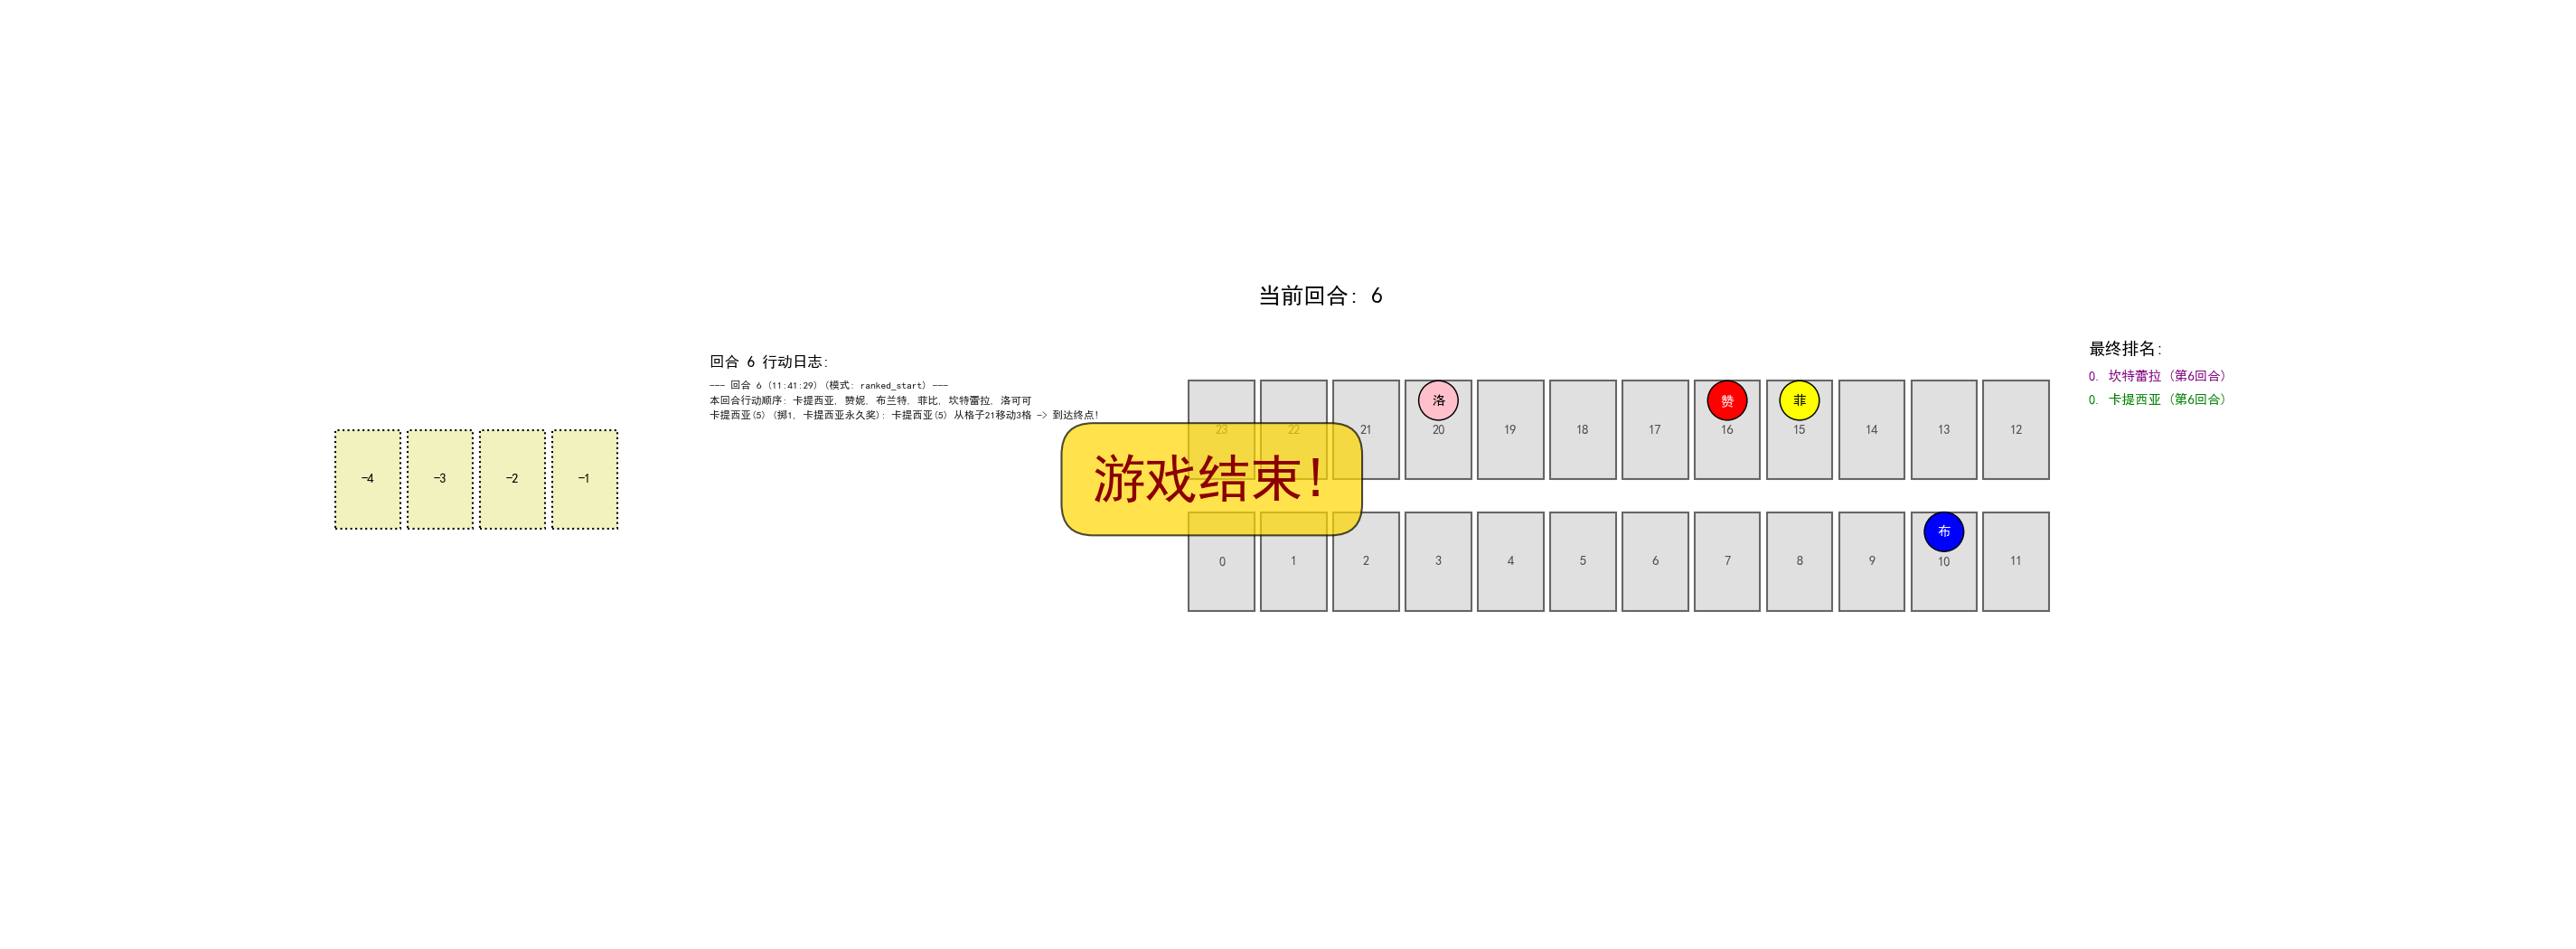 当前回合: 6
回合 6 行动日志:
--- 回合 6 (11:41:29) (模式: ranked_start) ---
本回合行动顺序: 卡提西亚, 赞妮, 布兰特, 菲比, 坎特蕾拉, 洛可可
卡提西亚(5) (掷1, 卡提西亚永久奖): 卡提西亚(5) 从格子21移动3格 -> 到达终点!
-4 -3 -2 -1
洛 赞 菲
23 22 21 20 19 18 17 16 15 14 13 12
游戏结束!
布
0 1 2 3 4 5 6 7 8 9 10 11
最终排名:
0. 坎特蕾拉 (第6回合)
0. 卡提西亚 (第6回合)